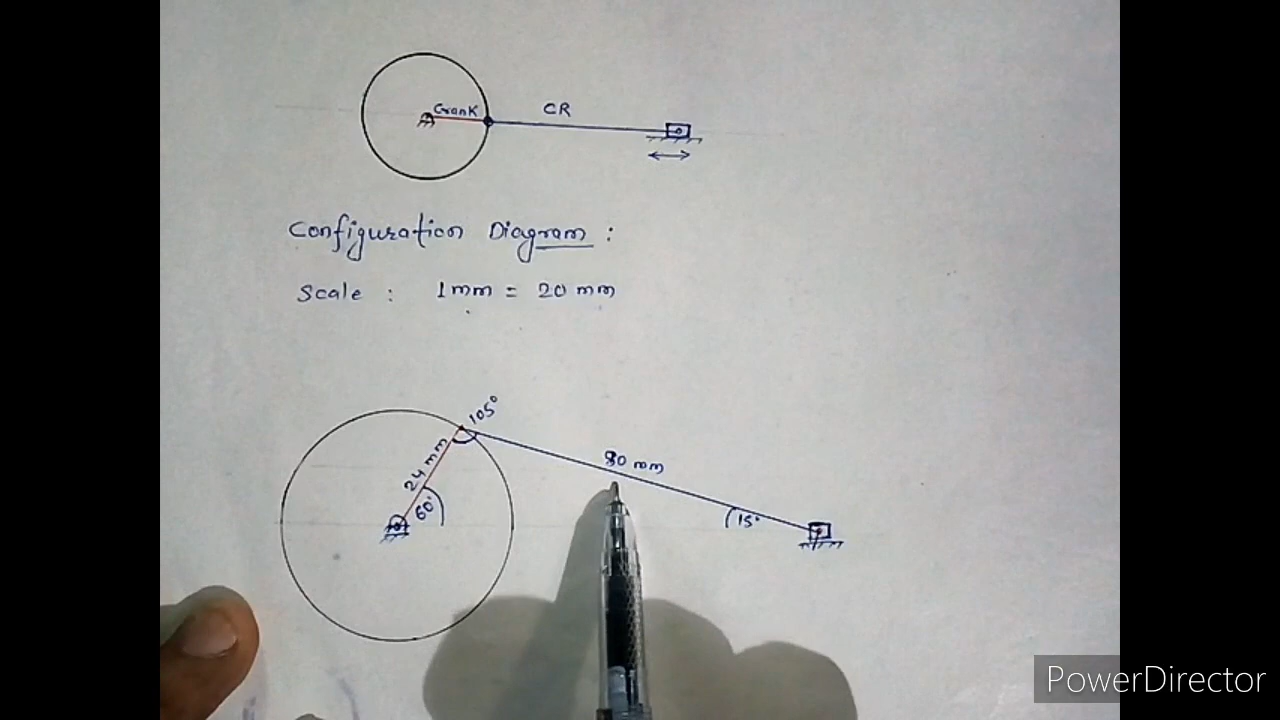 Crank CR
Configuration Diagram :
Scale : 1mm = 20 mm
105°
24 mm
80 mm
60°
15°
PowerDirector